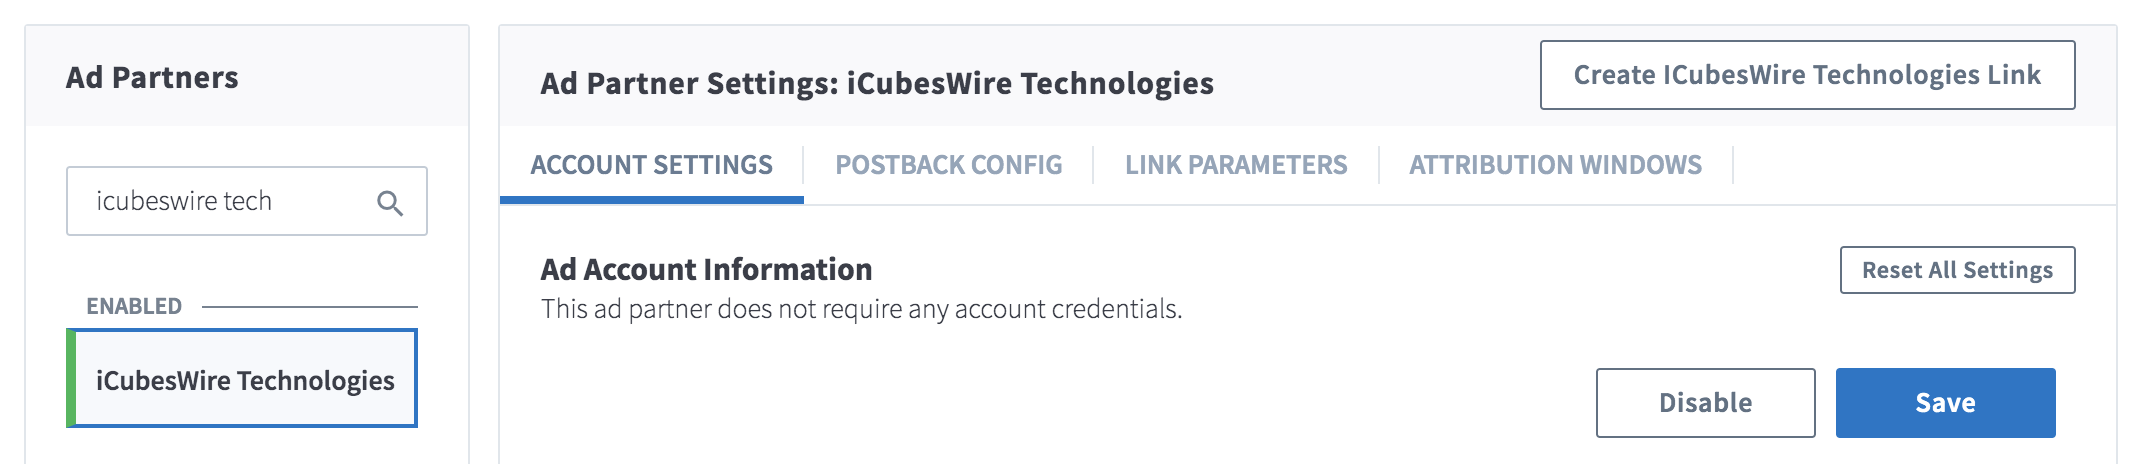 Ad Partners
icubeswire tech
ENABLED
iCubesWire Technologies
Ad Partner Settings: iCubesWire Technologies
Create ICubesWire Technologies Link
ACCOUNT SETTINGS
POSTBACK CONFIG
LINK PARAMETERS
ATTRIBUTION WINDOWS
Ad Account Information
Reset All Settings
This ad partner does not require any account credentials.
Disable
Save